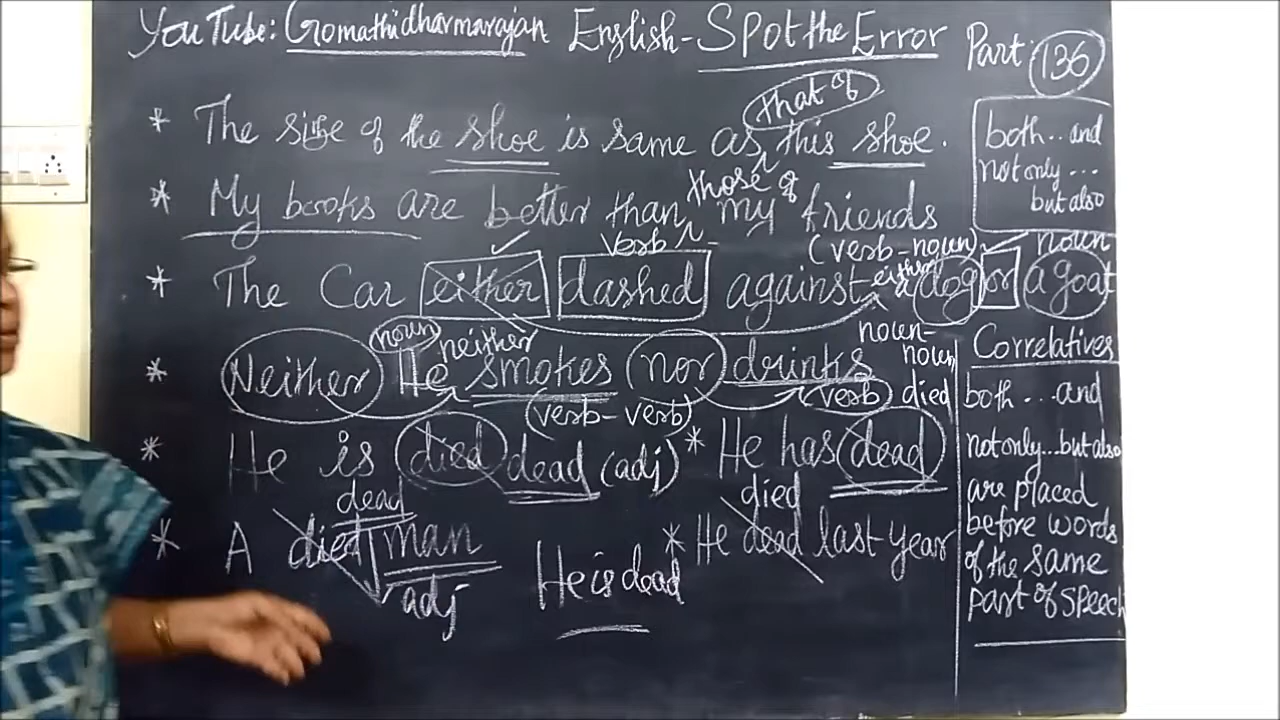 YouTube: Gomathidharmarajan English - Spot the Error Part: 136
that of
* The size of the shoe is same as this shoe.
those of
* My books are better than my friends
verb (verb-noun) noun
* The Car either dashed against either a dog or a goat
noun neither noun-noun
* Neither He smokes nor drinks
(verb-verb) (verb) died
* He is died dead (adj) * He has dead
dead died
* A died man * He dead last year
adj He is dead
both .. and
not only ...
but also
Correlatives
both ... and
not only ... but also
are placed
before words
of the same
part of speech